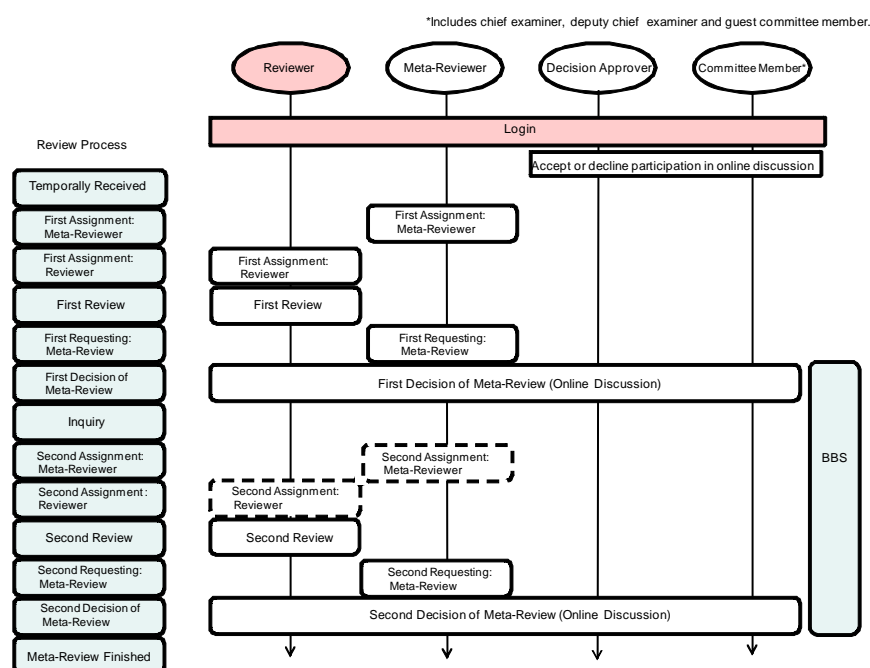 *Includes chief examiner, deputy chief examiner and guest committee member.
Reviewer
Meta-Reviewer
Decision Approver
Committee Member*
Login
Review Process
Accept or decline participation in online discussion
Temporally Received
First Assignment:
Meta-Reviewer
First Assignment:
Meta-Reviewer
First Assignment:
Reviewer
First Assignment:
Reviewer
First Review
First Review
First Requesting:
Meta-Review
First Requesting:
Meta-Review
First Decision of
Meta-Review
First Decision of Meta-Review (Online Discussion)
Inquiry
Second Assignment:
Meta-Reviewer
Second Assignment:
Meta-Reviewer
BBS
Second Assignment:
Reviewer
Second Assignment:
Reviewer
Second Review
Second Review
Second Requesting:
Meta-Review
Second Requesting:
Meta-Review
Second Decision of
Meta-Review
Second Decision of Meta-Review (Online Discussion)
Meta-Review Finished